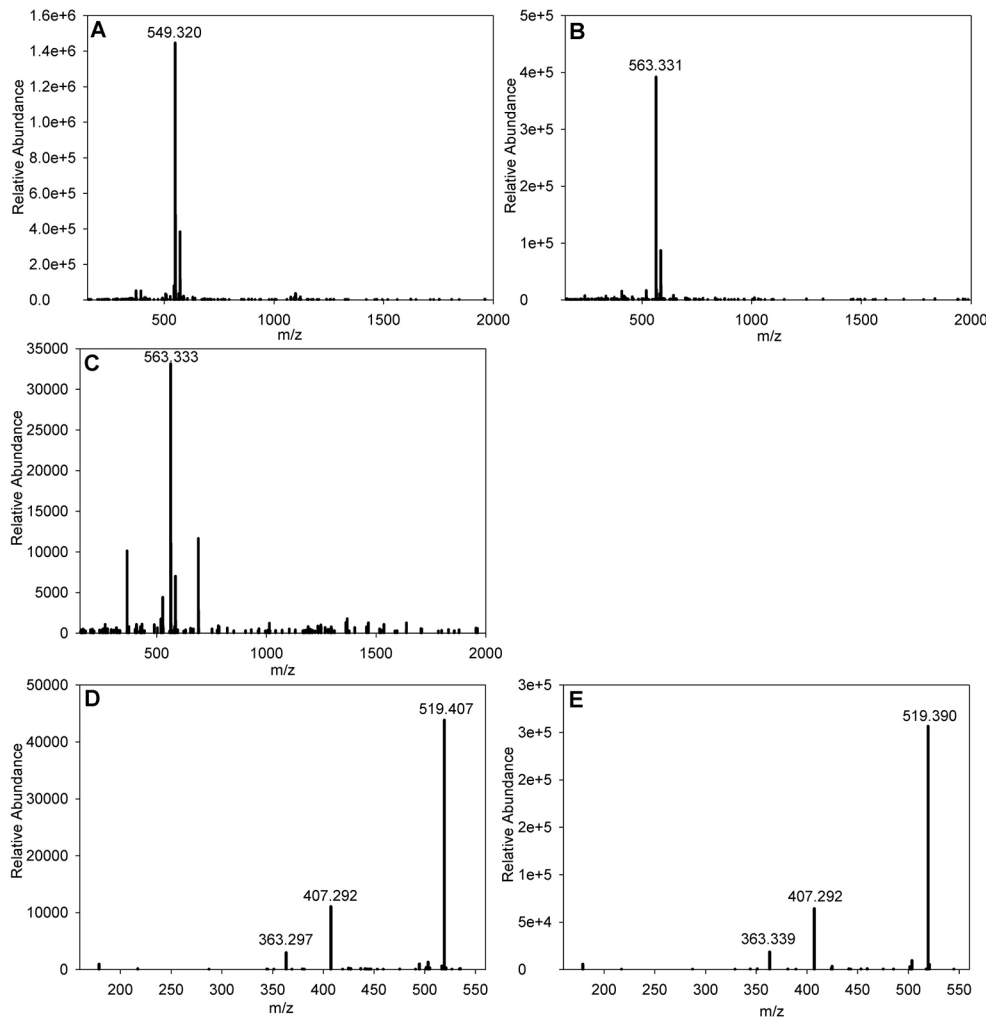 A
549.320
1.6e+6
1.4e+6
1.2e+6
1.0e+6
8.0e+5
6.0e+5
4.0e+5
2.0e+5
0.0
Relative Abundance
500 1000 1500 2000
m/z
B
563.331
5e+5
4e+5
3e+5
2e+5
1e+5
0
Relative Abundance
500 1000 1500 2000
m/z
C
563.333
35000
30000
25000
20000
15000
10000
5000
0
Relative Abundance
500 1000 1500 2000
m/z
D
519.407
407.292
363.297
50000
40000
30000
20000
10000
0
Relative Abundance
200 250 300 350 400 450 500 550
m/z
E
519.390
407.292
363.339
3e+5
3e+5
2e+5
2e+5
1e+5
5e+4
0
Relative Abundance
200 250 300 350 400 450 500 550
m/z